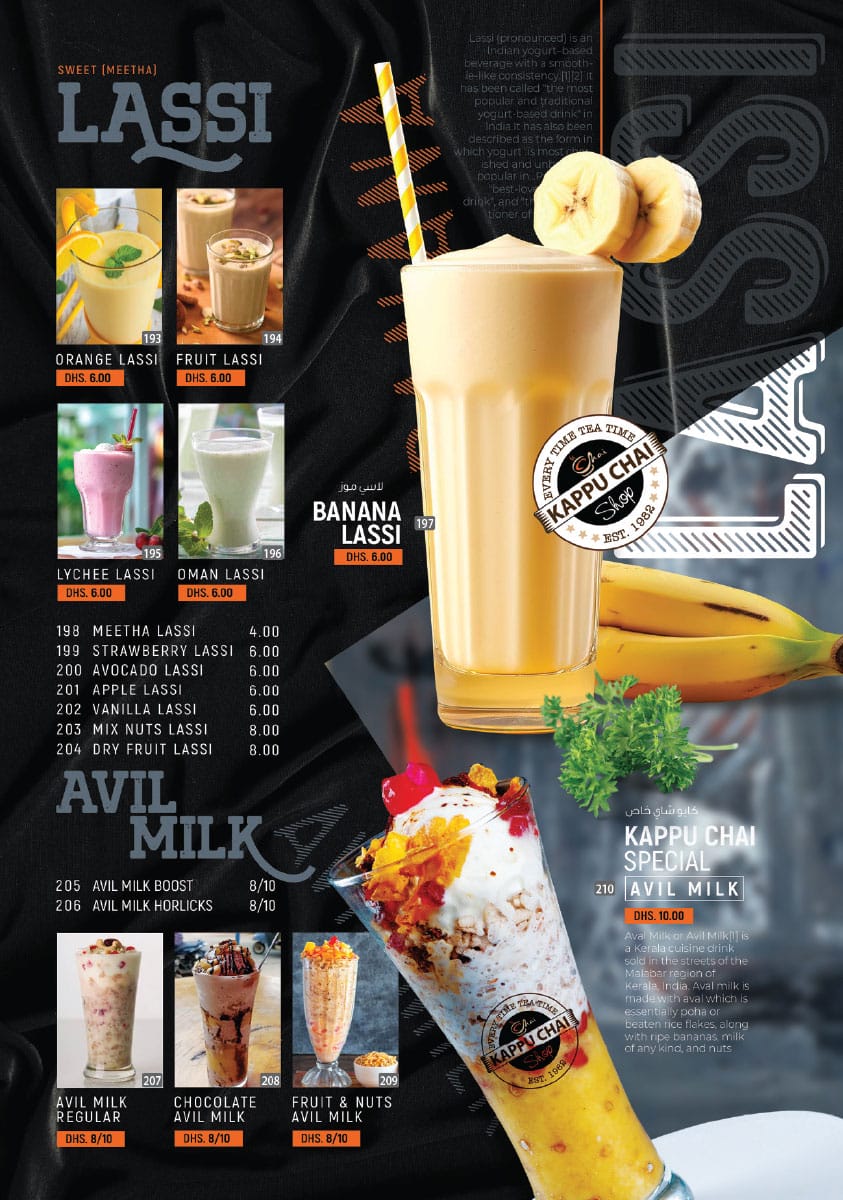 SWEET (MEETHA)
LASSI
Lassi (pronounced) is an
Indian yogurt-based
beverage with a smooth-
ie-like consistency.[1][2] It
has been called "the most
popular and traditional
yogurt-based drink" in
India.It has also been
described as the form in
which yogurt is most
popular in
drink", and
LASSI
193
ORANGE LASSI
DHS. 6.00
194
FRUIT LASSI
DHS. 6.00
195
LYCHEE LASSI
DHS. 6.00
196
OMAN LASSI
DHS. 6.00
لاسي موز
BANANA
LASSI
197
DHS. 6.00
EVERY TIME TEA TIME
Chai
KAPPU CHAI
Shop
EST. 1982
198 MEETHA LASSI 4.00
199 STRAWBERRY LASSI 6.00
200 AVOCADO LASSI 6.00
201 APPLE LASSI 6.00
202 VANILLA LASSI 6.00
203 MIX NUTS LASSI 8.00
204 DRY FRUIT LASSI 8.00
AVIL
MILK
205 AVIL MILK BOOST 8/10
206 AVIL MILK HORLICKS 8/10
207
AVIL MILK
REGULAR
DHS. 8/10
208
CHOCOLATE
AVIL MILK
DHS. 8/10
209
FRUIT & NUTS
AVIL MILK
DHS. 8/10
كابو شاي خاص
KAPPU CHAI
SPECIAL
210 AVIL MILK
DHS. 10.00
Aval Milk or Avil Milk[1] is
a Kerala cuisine drink
sold in the streets of the
Malabar region of
Kerala, India. Aval milk is
made with aval which is
essentially poha or
beaten rice flakes, along
with ripe bananas, milk
of any kind, and nuts
EVERY TIME TEA TIME
Chai
KAPPU CHAI
Shop
EST. 1982